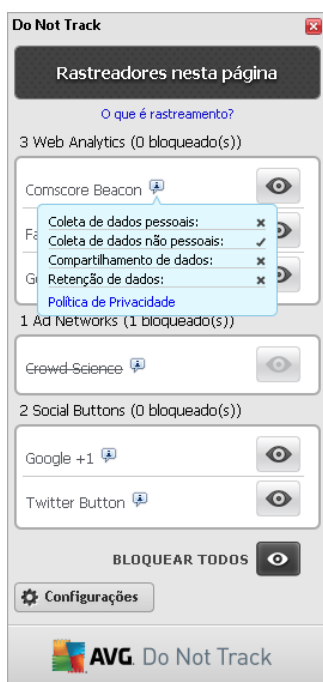 Do Not Track
Rastreadores nesta página
O que é rastreamento?
3 Web Analytics (0 bloqueado(s))
Comscore Beacon
Coleta de dados pessoais:
Coleta de dados não pessoais:
Compartilhamento de dados:
Retenção de dados:
Política de Privacidade
1 Ad Networks (1 bloqueado(s))
Crowd Science
2 Social Buttons (0 bloqueado(s))
Google +1
Twitter Button
BLOQUEAR TODOS
Configurações
AVG. Do Not Track